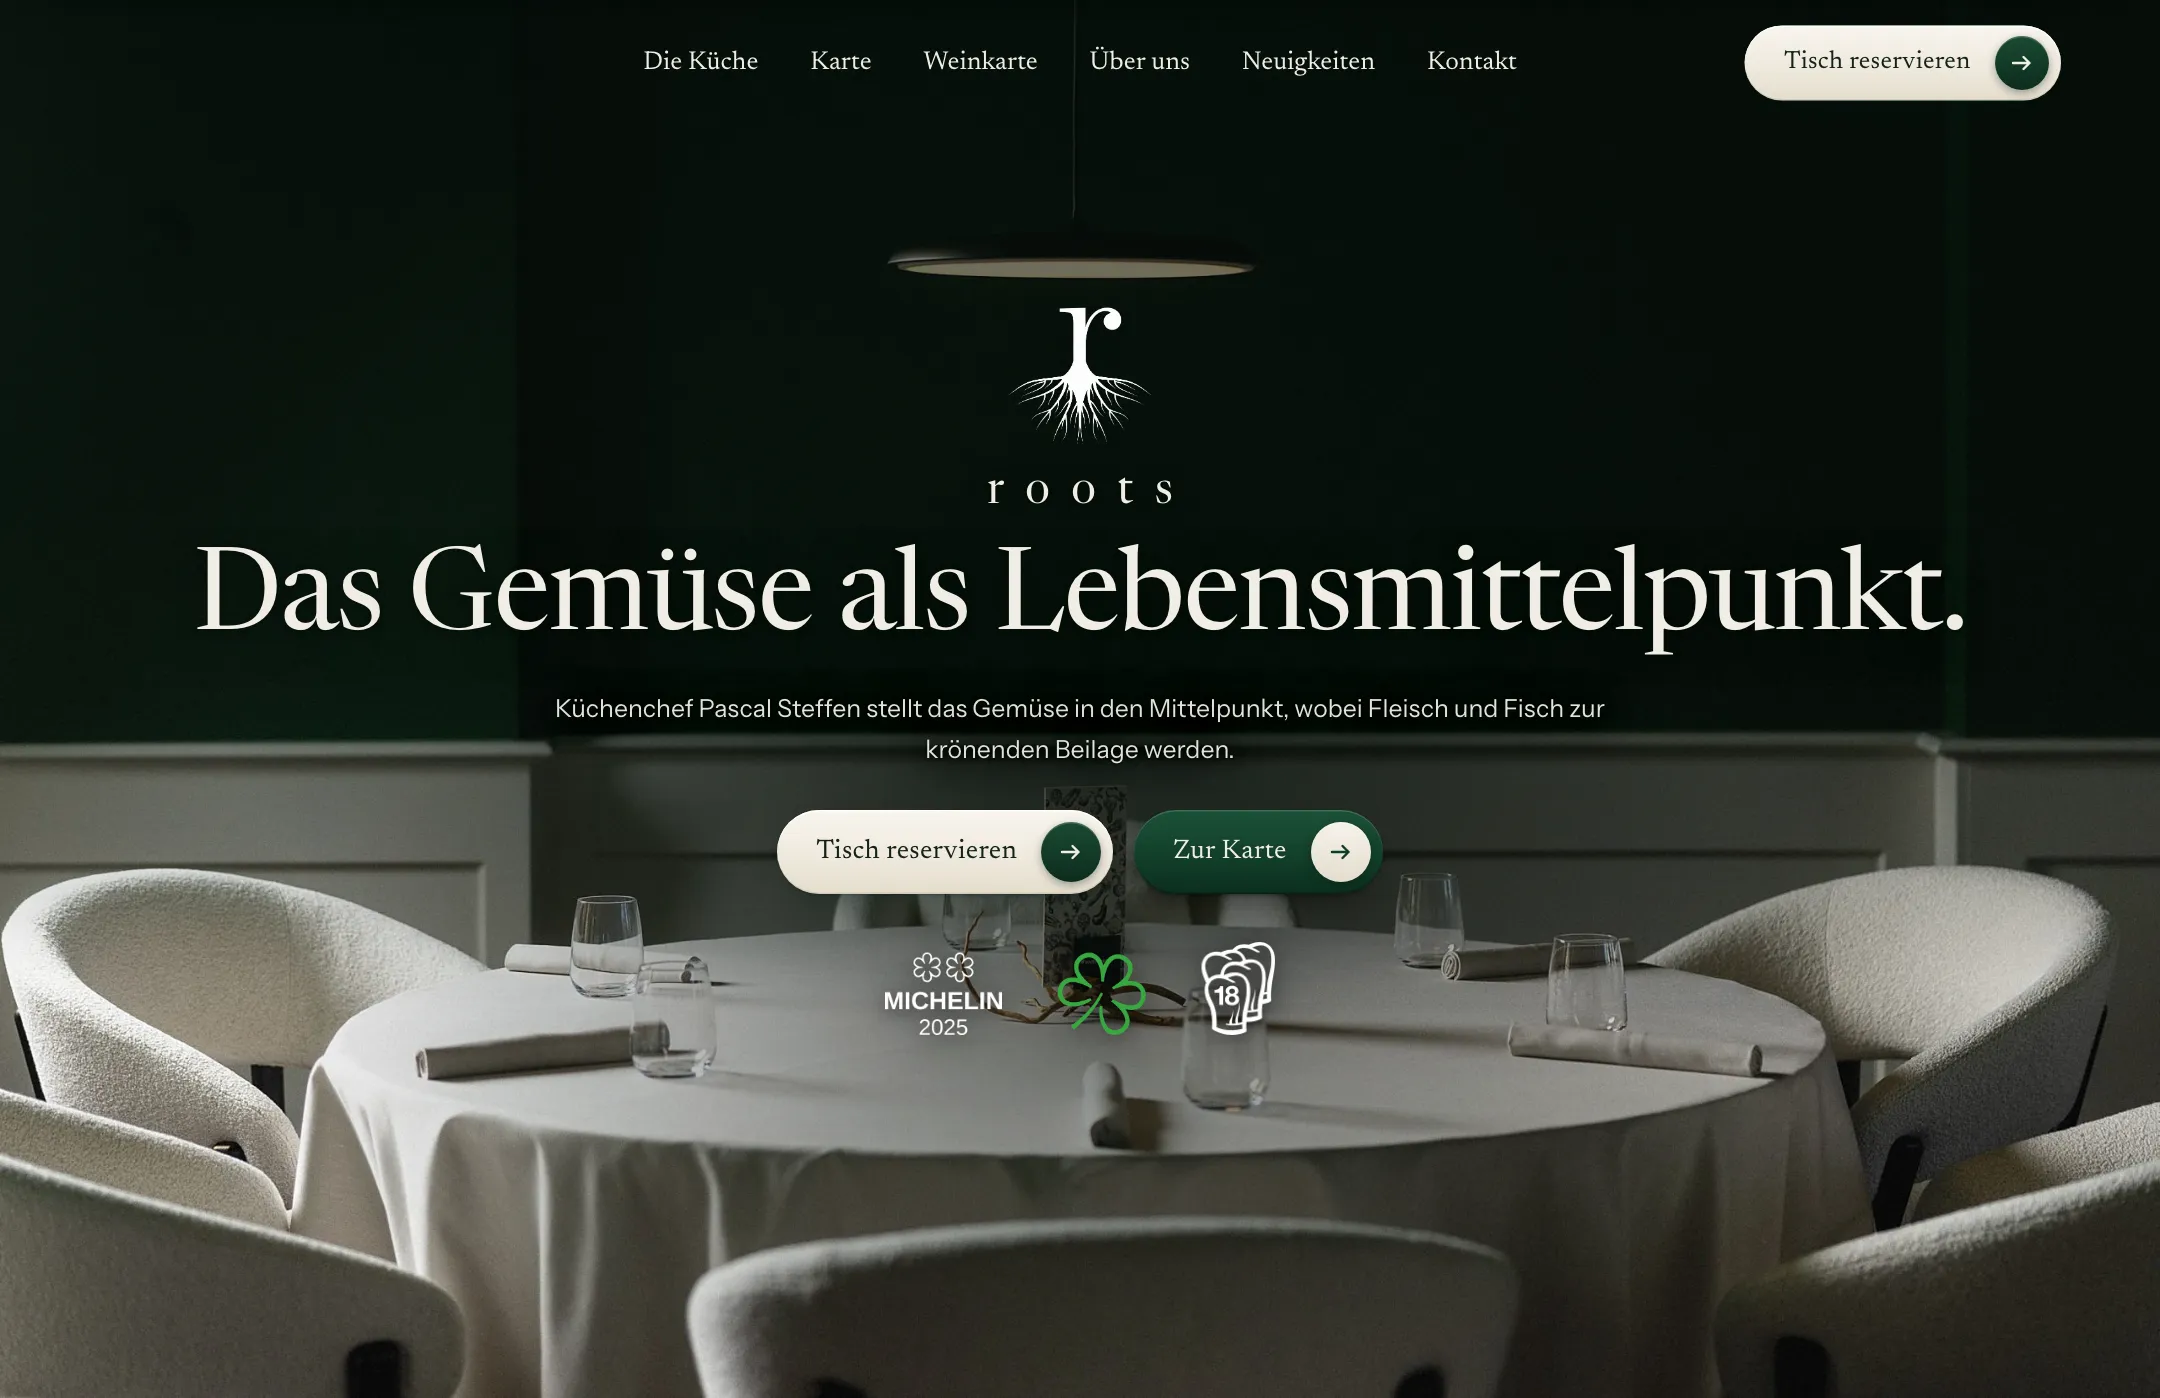 Die Küche Karte Weinkarte Über uns Neuigkeiten Kontakt Tisch reservieren
r
roots
Das Gemüse als Lebensmittelpunkt.
Küchenchef Pascal Steffen stellt das Gemüse in den Mittelpunkt, wobei Fleisch und Fisch zur
krönenden Beilage werden.
Tisch reservieren Zur Karte
MICHELIN
2025
18